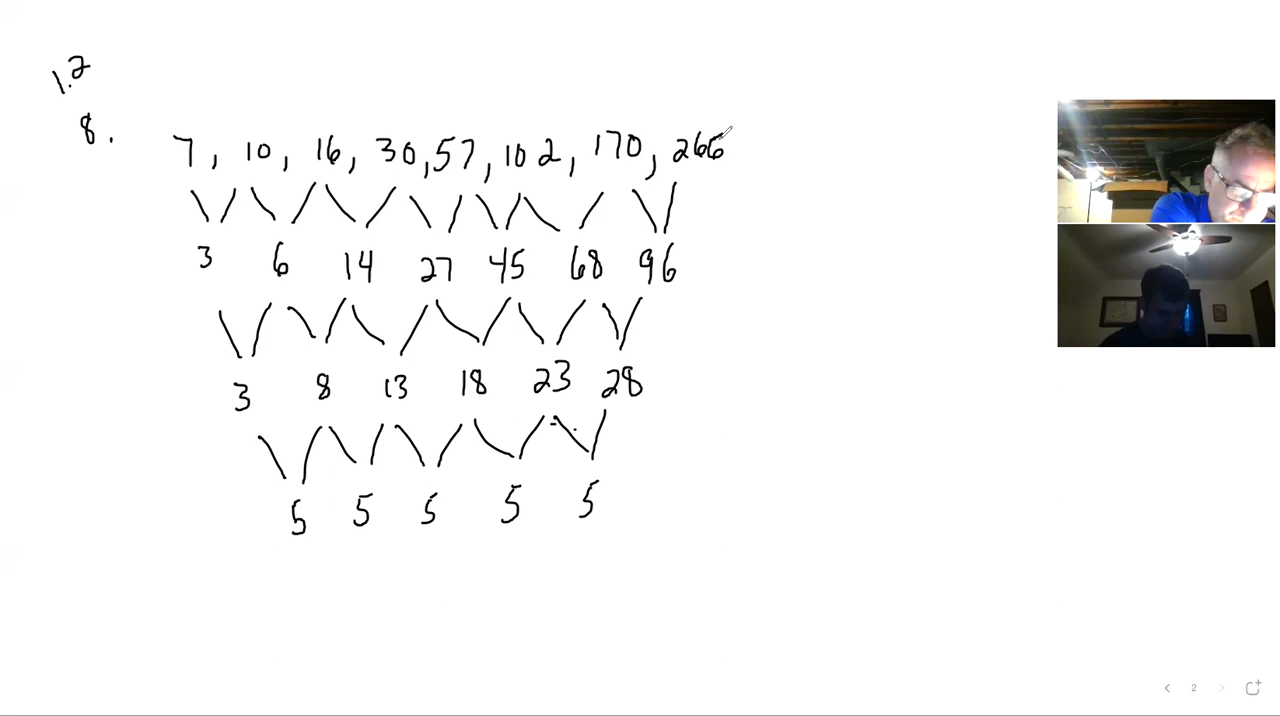 1.2
8. 7, 10, 16, 30, 57, 102, 170, 266
3 6 14 27 45 68 96
3 8 13 18 23 28
5 5 5 5 5
2